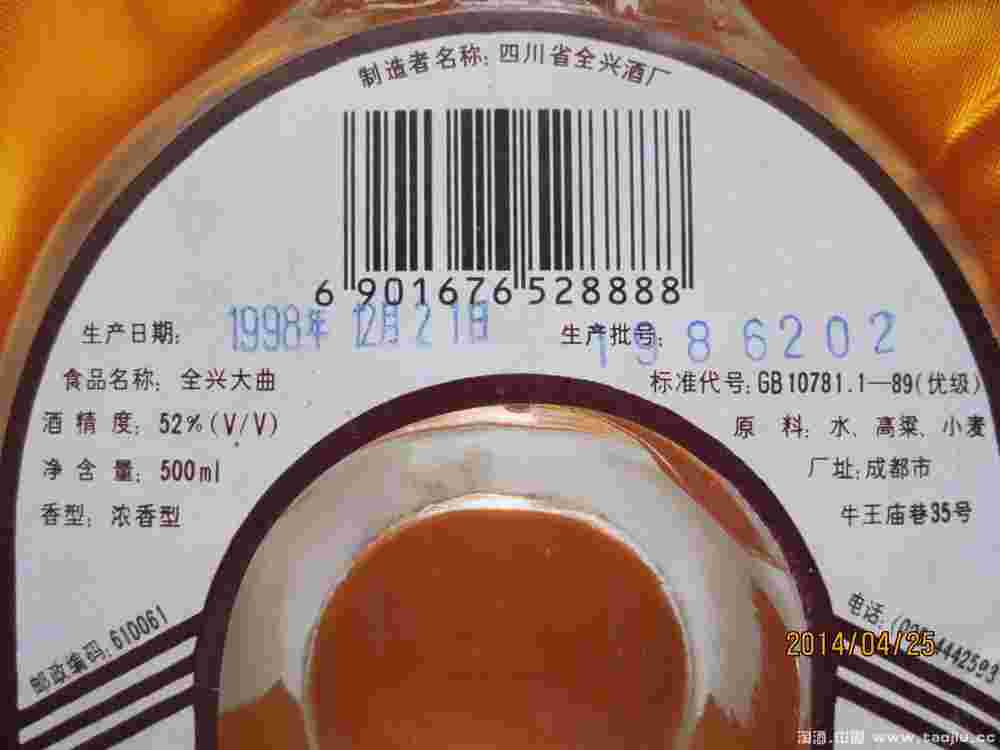 制造者名称: 四川省全兴酒厂
6 901676 528888
生产日期: 1998年 12月21日
生产批号: 1986202
食品名称: 全兴大曲
标准代号: GB 10781.1—89(优级)
酒精度: 52%(V/V)
原 料: 水、高粱、小麦
净含量: 500ml
厂址: 成都市
香型: 浓香型
牛王庙巷35号
邮政编码: 610061
电话: 4442593
2014/04/25
淘酒.中国 www.taojiu.cc